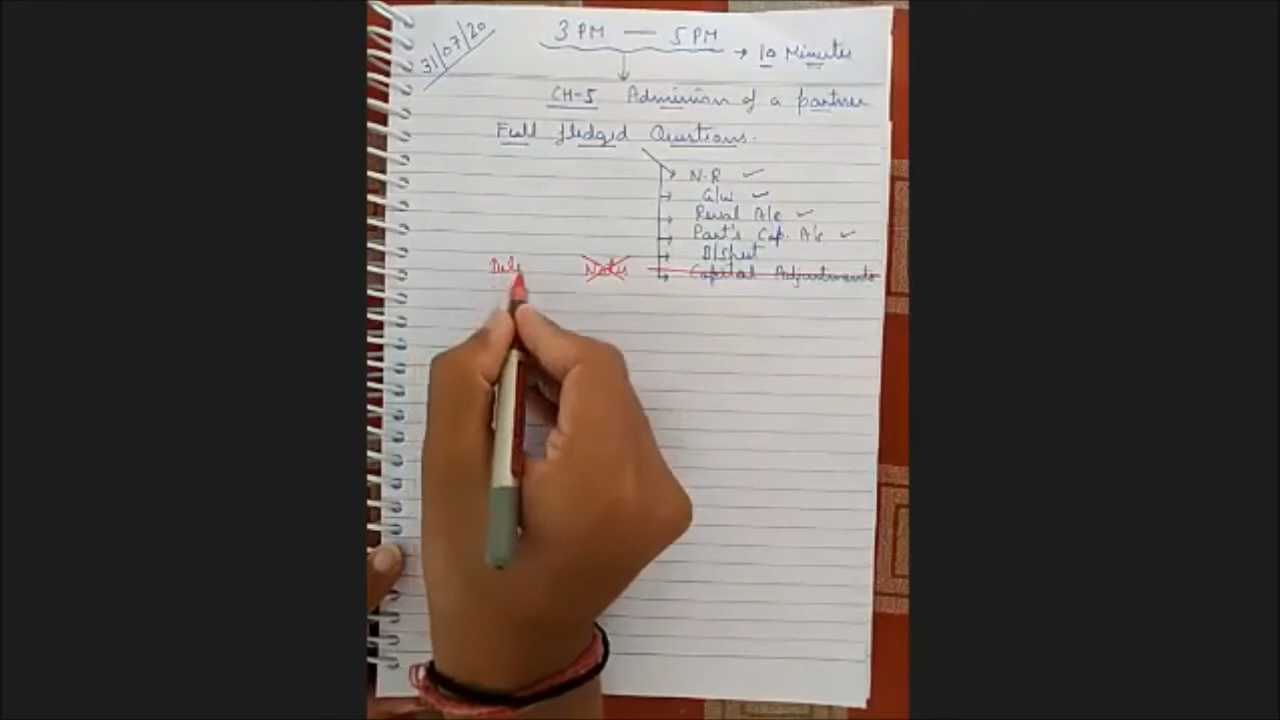 31/07/20
3 PM — 5 PM → 10 Minutes
CH-5 Admission of a partner
Full fledged Questions.
N.R ✓
G/w ✓
Reval A/c ✓
Part's Cap. A/c ✓
B/Sheet
Capital Adjustments